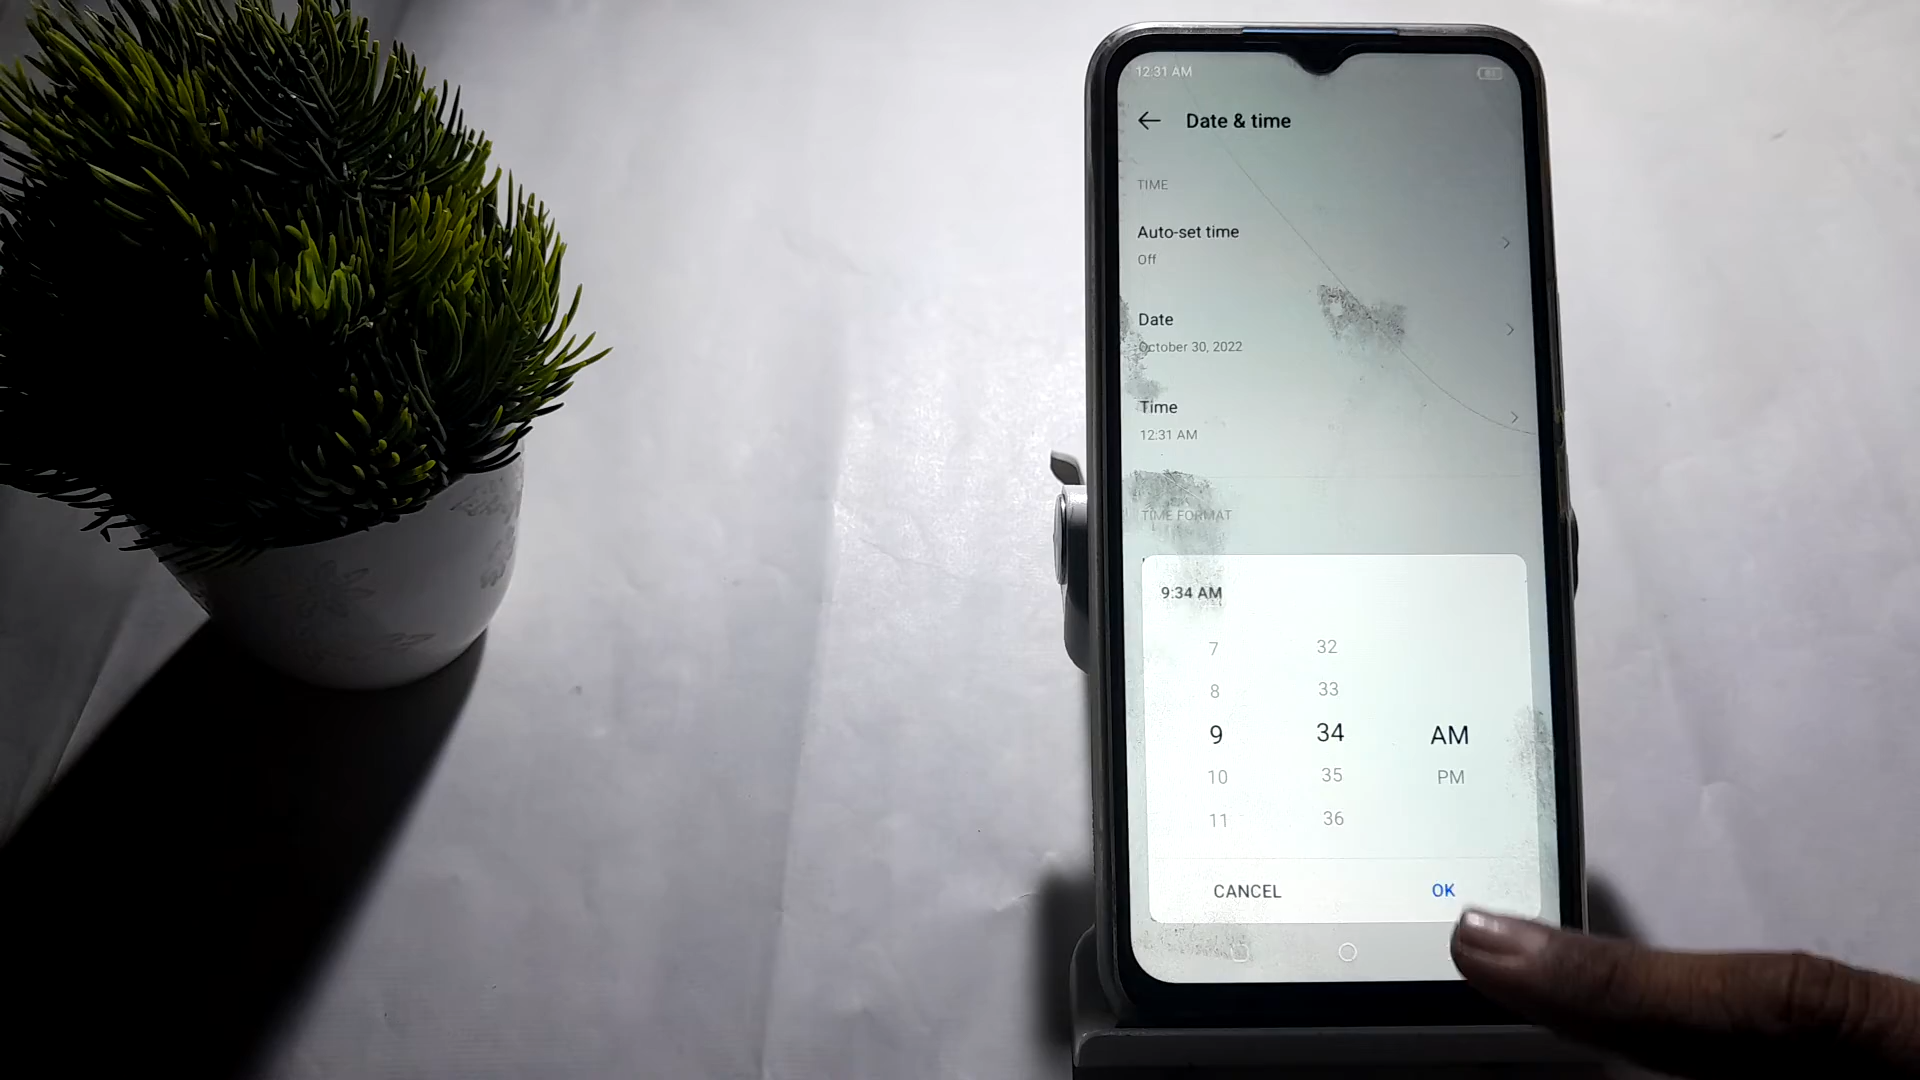 12:31 AM
Date & time
TIME
Auto-set time
Off
Date
October 30, 2022
Time
12:31 AM
TIME FORMAT
9:34 AM
7 32
8 33
9 34 AM
10 35 PM
11 36
CANCEL OK